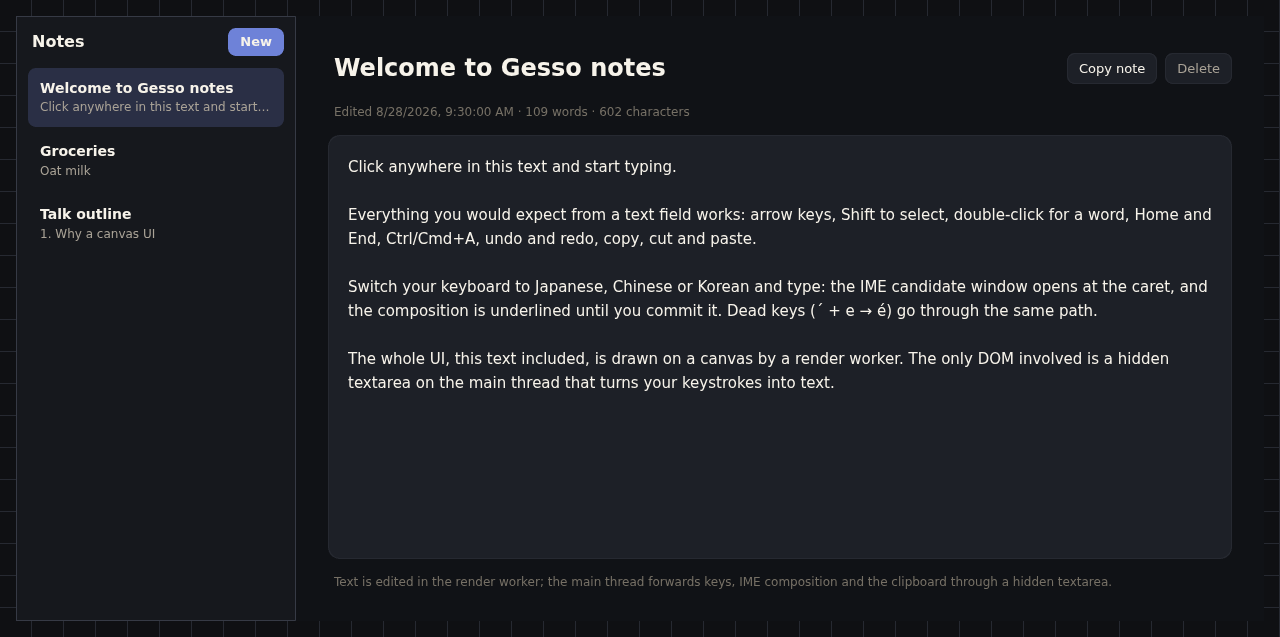 Notes
New
Welcome to Gesso notes
Click anywhere in this text and start...
Groceries
Oat milk
Talk outline
1. Why a canvas UI
Welcome to Gesso notes
Copy note
Delete
Edited 8/28/2026, 9:30:00 AM · 109 words · 602 characters
Click anywhere in this text and start typing.
Everything you would expect from a text field works: arrow keys, Shift to select, double-click for a word, Home and
End, Ctrl/Cmd+A, undo and redo, copy, cut and paste.
Switch your keyboard to Japanese, Chinese or Korean and type: the IME candidate window opens at the caret, and
the composition is underlined until you commit it. Dead keys (´ + e → é) go through the same path.
The whole UI, this text included, is drawn on a canvas by a render worker. The only DOM involved is a hidden
textarea on the main thread that turns your keystrokes into text.
Text is edited in the render worker; the main thread forwards keys, IME composition and the clipboard through a hidden textarea.